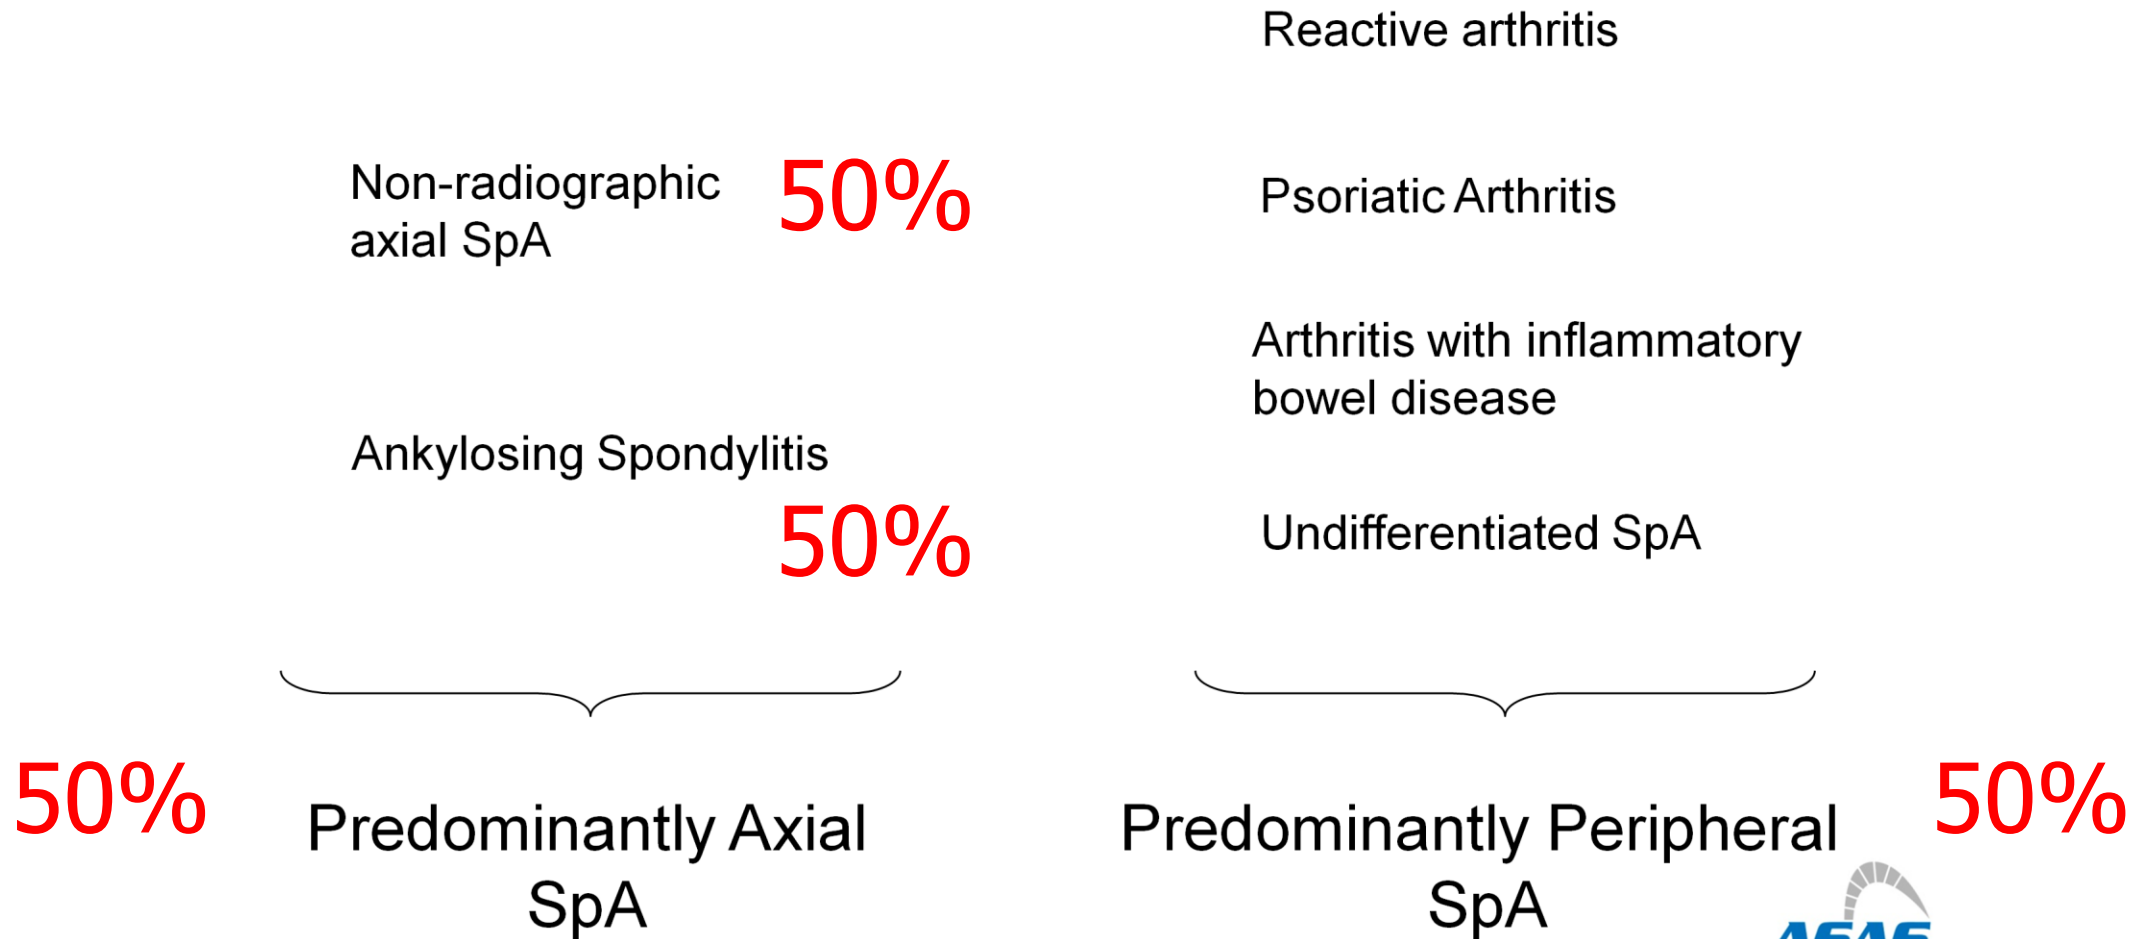 Reactive arthritis
Non-radiographic
axial SpA
50%
Psoriatic Arthritis
Arthritis with inflammatory
bowel disease
Ankylosing Spondylitis
50%
Undifferentiated SpA
50%
Predominantly Axial
SpA
Predominantly Peripheral
SpA
50%
ASAS